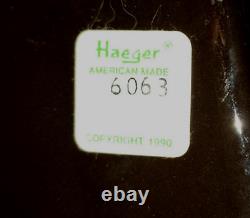 Haeger®
AMERICAN MADE
6063
COPYRIGHT 1990